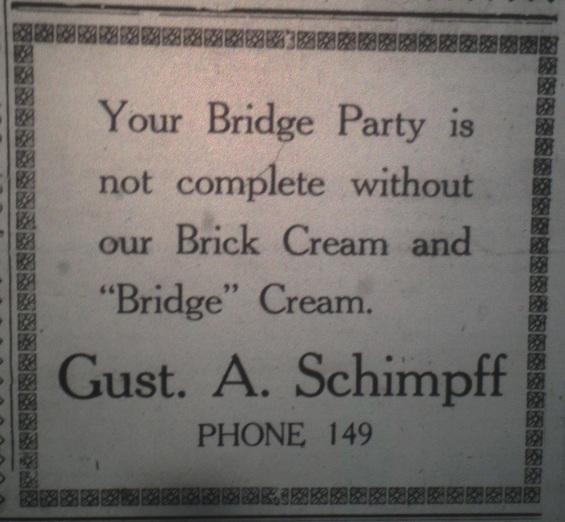 Your Bridge Party is
not complete without
our Brick Cream and
“Bridge” Cream.
Gust. A. Schimpff
PHONE 149